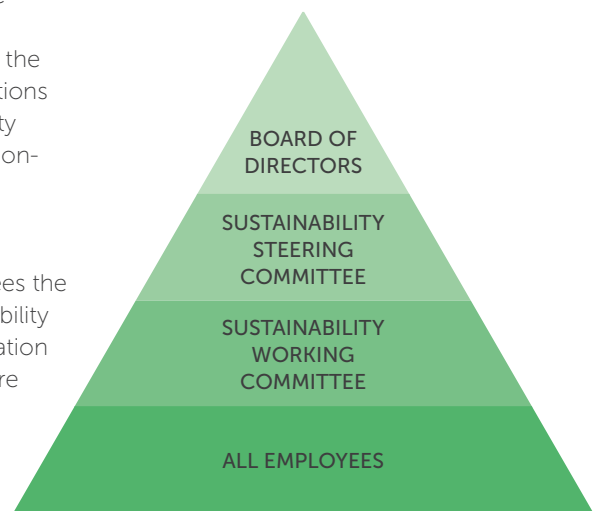 the
tions
ty
on-
ees the
bility
ation
re
BOARD OF
DIRECTORS
SUSTAINABILITY
STEERING
COMMITTEE
SUSTAINABILITY
WORKING
COMMITTEE
ALL EMPLOYEES